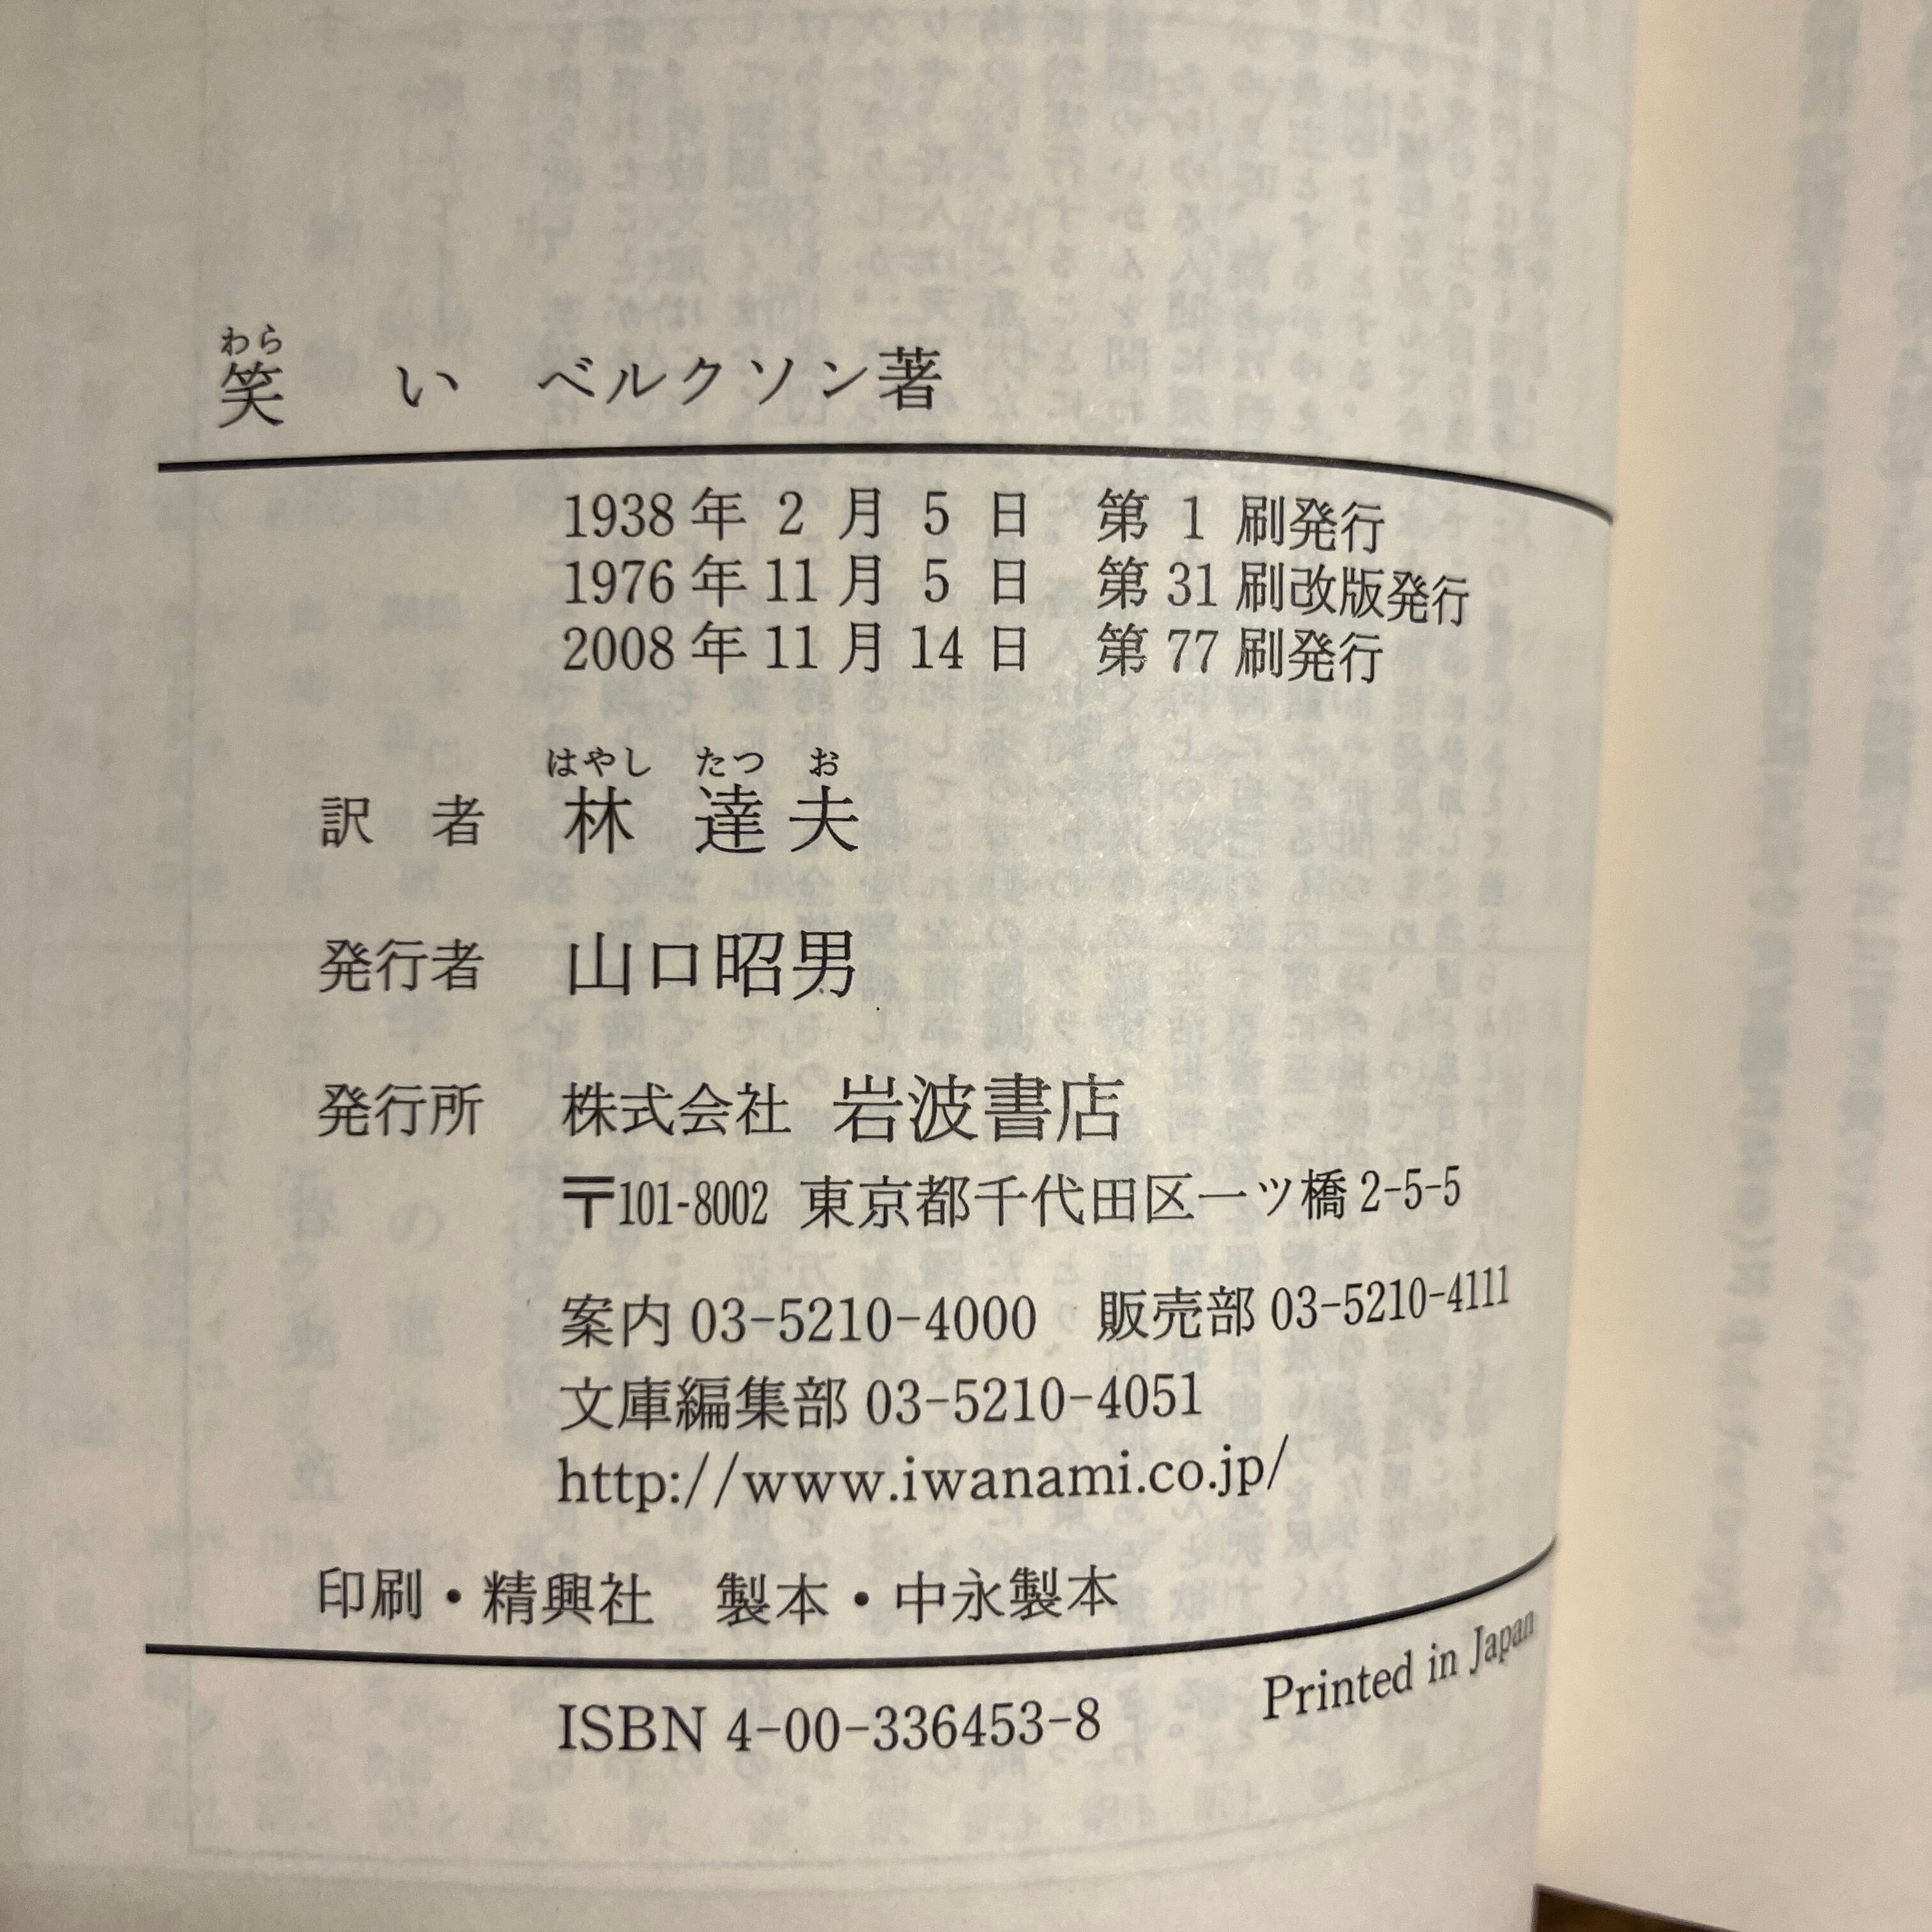 わら
笑い ベルクソン著
1938年2月5日 第1刷発行
1976年11月5日 第31刷改版発行
2008年11月14日 第77刷発行
はやし たつ お
訳者 林 達夫
発行者 山口昭男
発行所 株式会社 岩波書店
〒101-8002 東京都千代田区一ツ橋2-5-5
案内 03-5210-4000 販売部 03-5210-4111
文庫編集部 03-5210-4051
http://www.iwanami.co.jp/
印刷・精興社 製本・中永製本
ISBN 4-00-336453-8 Printed in Japan